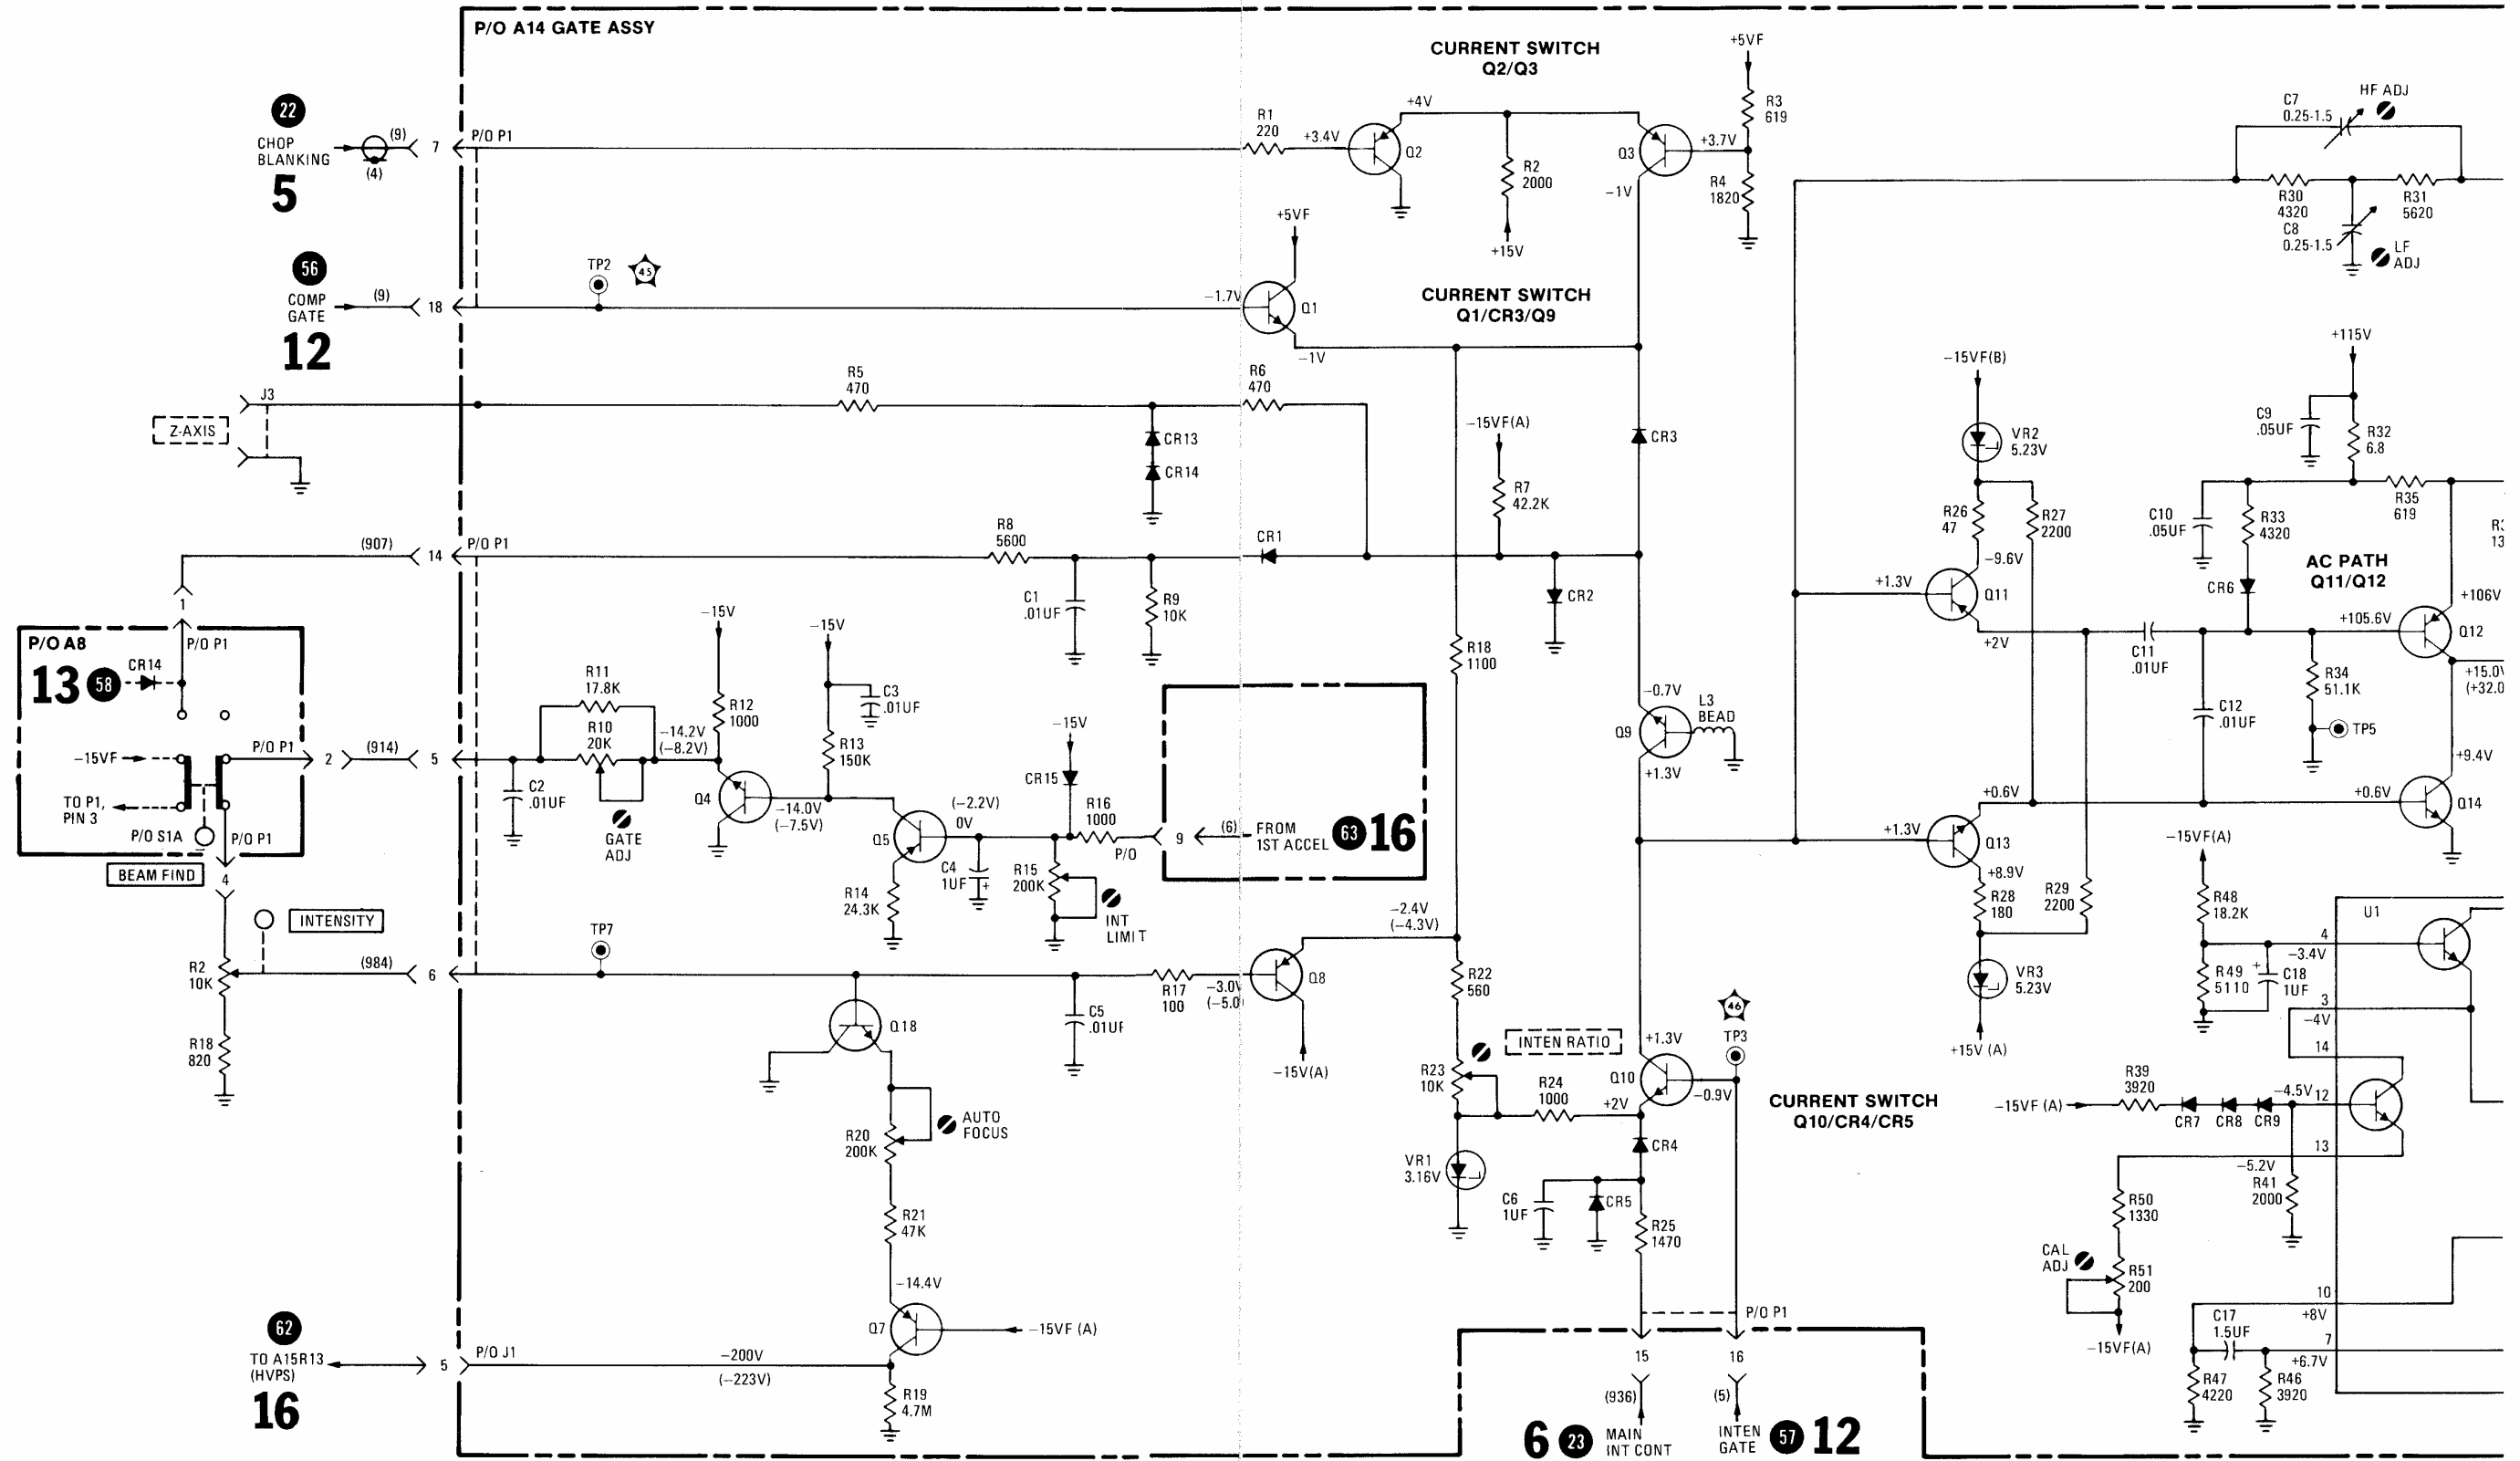 P/O A14 GATE ASSY
CURRENT SWITCH
Q2/Q3
+5VF
R3
619
22
CHOP
BLANKING
5
(9)
(4)
7
P/O P1
R1
220
+3.4V
Q2
+4V
R2
2000
+15V
Q3
−1V
+3.7V
R4
1820
C7
0.25-1.5
HF ADJ
R30
4320
R31
5620
C8
0.25-1.5
LF
ADJ
56
COMP
GATE
12
(9)
18
TP2
45
−1.7V
+5VF
Q1
−1V
CURRENT SWITCH
Q1/CR3/Q9
J3
Z-AXIS
R5
470
CR13
CR14
R6
470
−15VF(A)
R7
42.2K
CR3
−15VF(B)
VR2
5.23V
R26
47
R27
2200
−9.6V
+115V
C9
.05UF
R32
6.8
C10
.05UF
R33
4320
R35
619
CR6
AC PATH
Q11/Q12
+106V
+105.6V
Q12
(907)
14
P/O P1
R8
5600
C1
.01UF
R9
10K
CR1
CR2
+1.3V
Q11
+2V
C11
.01UF
R34
51.1K
TP5
C12
.01UF
+9.4V
1
P/O A8
P/O P1
CR14
13
58
−15VF
TO P1,
PIN 3
P/O P1
P/O S1A
P/O P1
BEAM FIND
2
(914)
5
4
C2
.01UF
R11
17.8K
R10
20K
GATE
ADJ
−15V
R12
1000
−14.2V
(−8.2V)
Q4
−15V
C3
.01UF
R13
150K
−14.0V
(−7.5V)
Q5
(−2.2V)
0V
R14
24.3K
C4
1UF
+
−15V
CR15
R16
1000
P/O
R15
200K
INT
LIMIT
9
(6)
FROM
1ST ACCEL
63
16
R18
1100
−0.7V
Q9
L3
BEAD
+1.3V
+1.3V
Q13
+0.6V
+0.6V
Q14
+8.9V
R28
180
R29
2200
VR3
5.23V
+15V (A)
−15VF(A)
R48
18.2K
4
−3.4V
R49
5110
+
C18
1UF
U1
3
−4V
14
INTENSITY
R2
10K
(984)
6
R18
820
TP7
Q18
C5
.01UF
R17
100
Q8
−2.4V
(−4.3V)
−15V(A)
R22
560
R23
10K
INTEN RATIO
R24
1000
+2V
+1.3V
Q10
−0.9V
46
TP3
CURRENT SWITCH
Q10/CR4/CR5
R20
200K
AUTO
FOCUS
R21
47K
−14.4V
Q7
−15VF (A)
VR1
3.16V
CR4
C6
1UF
CR5
R25
1470
−15VF (A)
R39
3920
CR7
CR8
CR9
−4.5V
12
13
−5.2V
R41
2000
R50
1330
CAL
ADJ
R51
200
−15VF(A)
10
+8V
C17
1.5UF
7
+6.7V
R47
4220
R46
3920
62
TO A15R13
(HVPS)
16
5
P/O J1
−200V
(−223V)
R19
4.7M
P/O P1
15
16
(936)
(5)
6
23
MAIN
INT CONT
INTEN
GATE
57
12